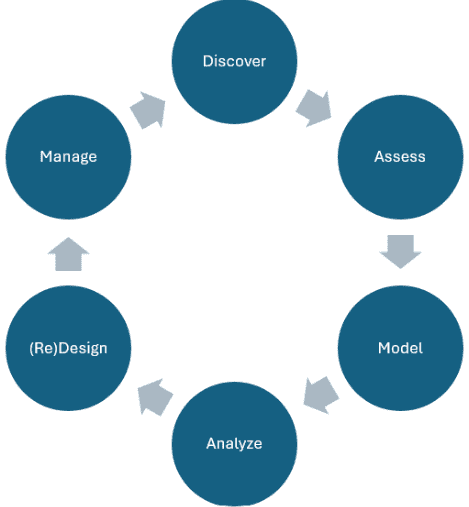 Discover
Assess
Model
Analyze
(Re)Design
Manage